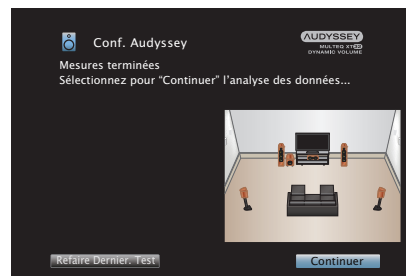 Conf. Audyssey
AUDYSSEY
MULTEQ XT32
DYNAMIC VOLUME
Mesures terminées
Sélectionnez pour “Continuer” l’analyse des données...
Refaire Dernier. Test
Continuer